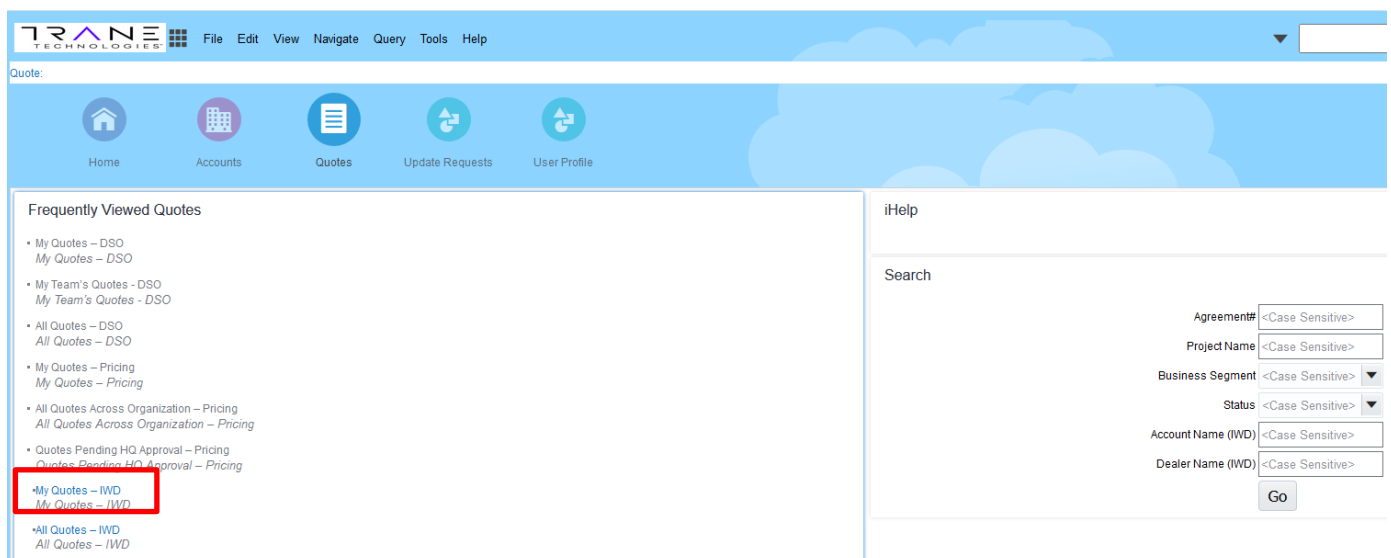 TRANE
TECHNOLOGIES
File Edit View Navigate Query Tools Help
Quote:
Home Accounts Quotes Update Requests User Profile
Frequently Viewed Quotes
• My Quotes – DSO
My Quotes – DSO
• My Team's Quotes - DSO
My Team's Quotes - DSO
• All Quotes – DSO
All Quotes – DSO
• My Quotes – Pricing
My Quotes – Pricing
• All Quotes Across Organization – Pricing
All Quotes Across Organization – Pricing
• Quotes Pending HQ Approval – Pricing
Quotes Pending HQ Approval – Pricing
•My Quotes – IWD
My Quotes – IWD
•All Quotes – IWD
All Quotes – IWD
iHelp
Search
Agreement# <Case Sensitive>
Project Name <Case Sensitive>
Business Segment <Case Sensitive>
Status <Case Sensitive>
Account Name (IWD) <Case Sensitive>
Dealer Name (IWD) <Case Sensitive>
Go